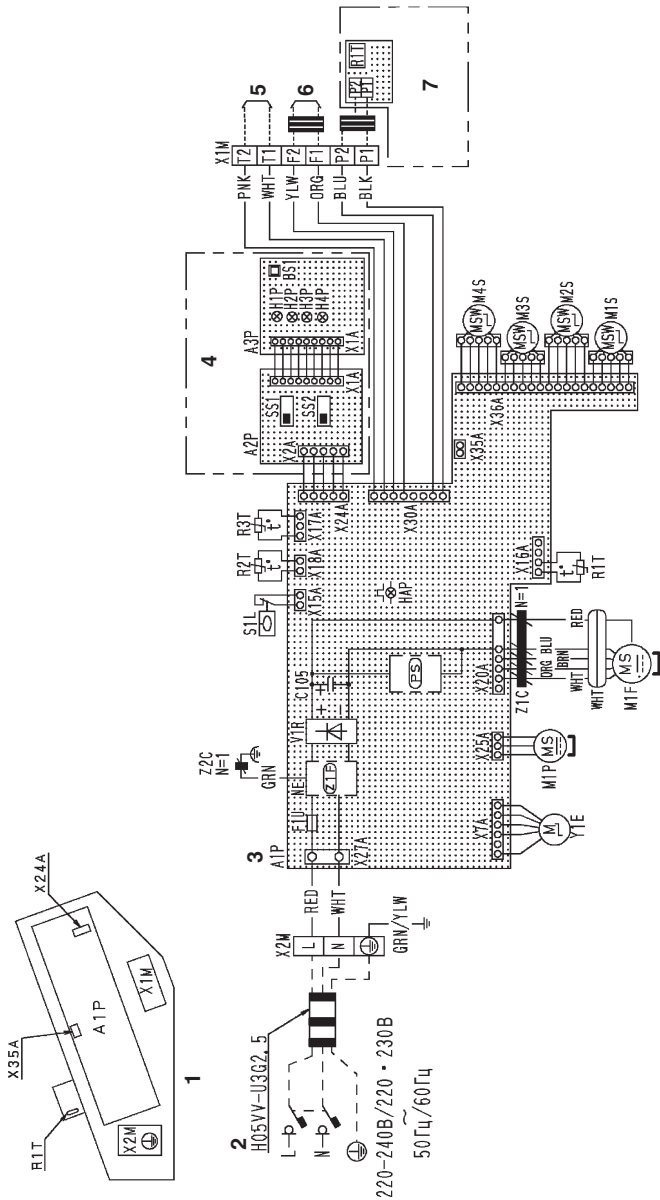 R1T
X35A
X24A
X2M
A1P
X1M
1
2
H05VV-U3G2.5
L
N
220-240В/220・230В
~
50Гц/60Гц
X2M
L
N
GRN/YLW
RED
WHT
3
A1P
X27A
F1U
NE
Z1F
GRN
Z2C
N=1
V1R
+
C105
+
-
PS
HAP
S1L
X15A
R2T
t°
X18A
R3T
t°
X17A
X24A
X30A
X35A
X7A
M
Y1E
X25A
MS
M1P
X20A
Z1C
N=1
WHT
ORG
BRN
BLU
RED
WHT
MS
M1F
X16A
t°
R1T
X36A
MSW M4S
MSW M3S
MSW M2S
MSW M1S
4
A2P
X2A
SS1
SS2
X1A
A3P
X1A
BS1
H1P
H2P
H3P
H4P
PNK
WHT
YLW
ORG
BLU
BLK
X1M
T2
T1
F2
F1
P2
P1
5
6
P2
P1
R1T
7